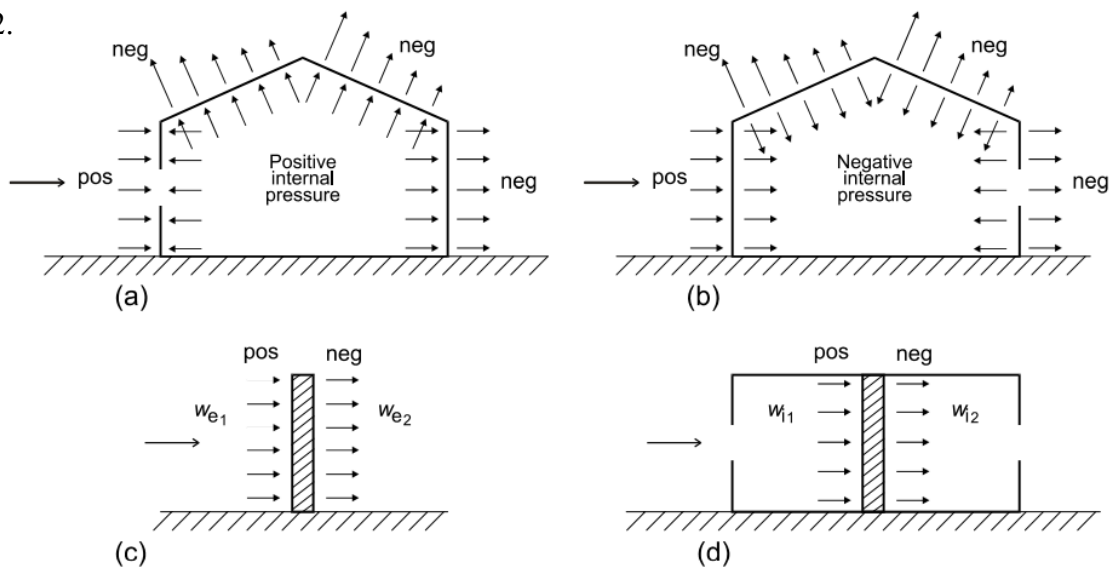 2.
neg
neg
pos
Positive
internal
pressure
neg
(a)
neg
neg
pos
Negative
internal
pressure
neg
(b)
pos
neg
we1
we2
(c)
pos
neg
wi1
wi2
(d)